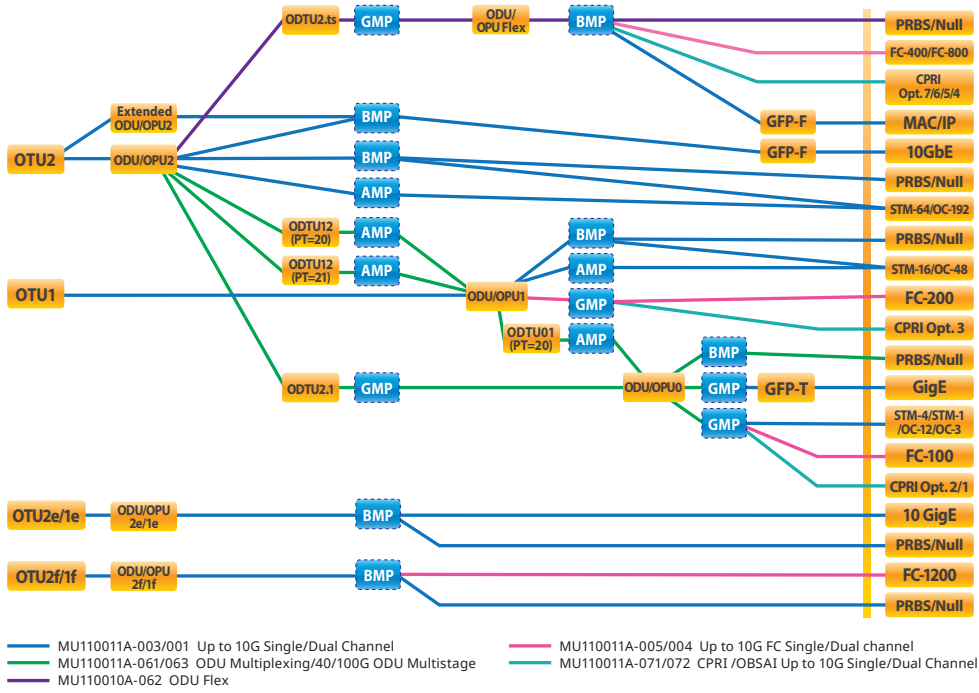 ODTU2.ts
GMP
ODU/
OPU Flex
BMP
PRBS/Null
FC-400/FC-800
CPRI
Opt.7/6/5/4
Extended
ODU/OPU2
BMP
GFP-F
MAC/IP
OTU2
ODU/OPU2
BMP
GFP-F
10GbE
PRBS/Null
AMP
STM-64/OC-192
ODTU12
(PT=20)
AMP
BMP
PRBS/Null
ODTU12
(PT=21)
AMP
AMP
STM-16/OC-48
OTU1
ODU/OPU1
GMP
FC-200
CPRI Opt. 3
ODTU01
(PT=20)
AMP
BMP
PRBS/Null
ODTU2.1
GMP
ODU/OPU0
GMP
GFP-T
GigE
GMP
STM-4/STM-1
/OC-12/OC-3
FC-100
CPRI Opt. 2/1
OTU2e/1e
ODU/OPU
2e/1e
BMP
10 GigE
PRBS/Null
OTU2f/1f
ODU/OPU
2f/1f
BMP
FC-1200
PRBS/Null
MU110011A-003/001 Up to 10G Single/Dual Channel
MU110011A-061/063 ODU Multiplexing/40/100G ODU Multistage
MU110010A-062 ODU Flex
MU110011A-005/004 Up to 10G FC Single/Dual channel
MU110011A-071/072 CPRI /OBSAI Up to 10G Single/Dual Channel